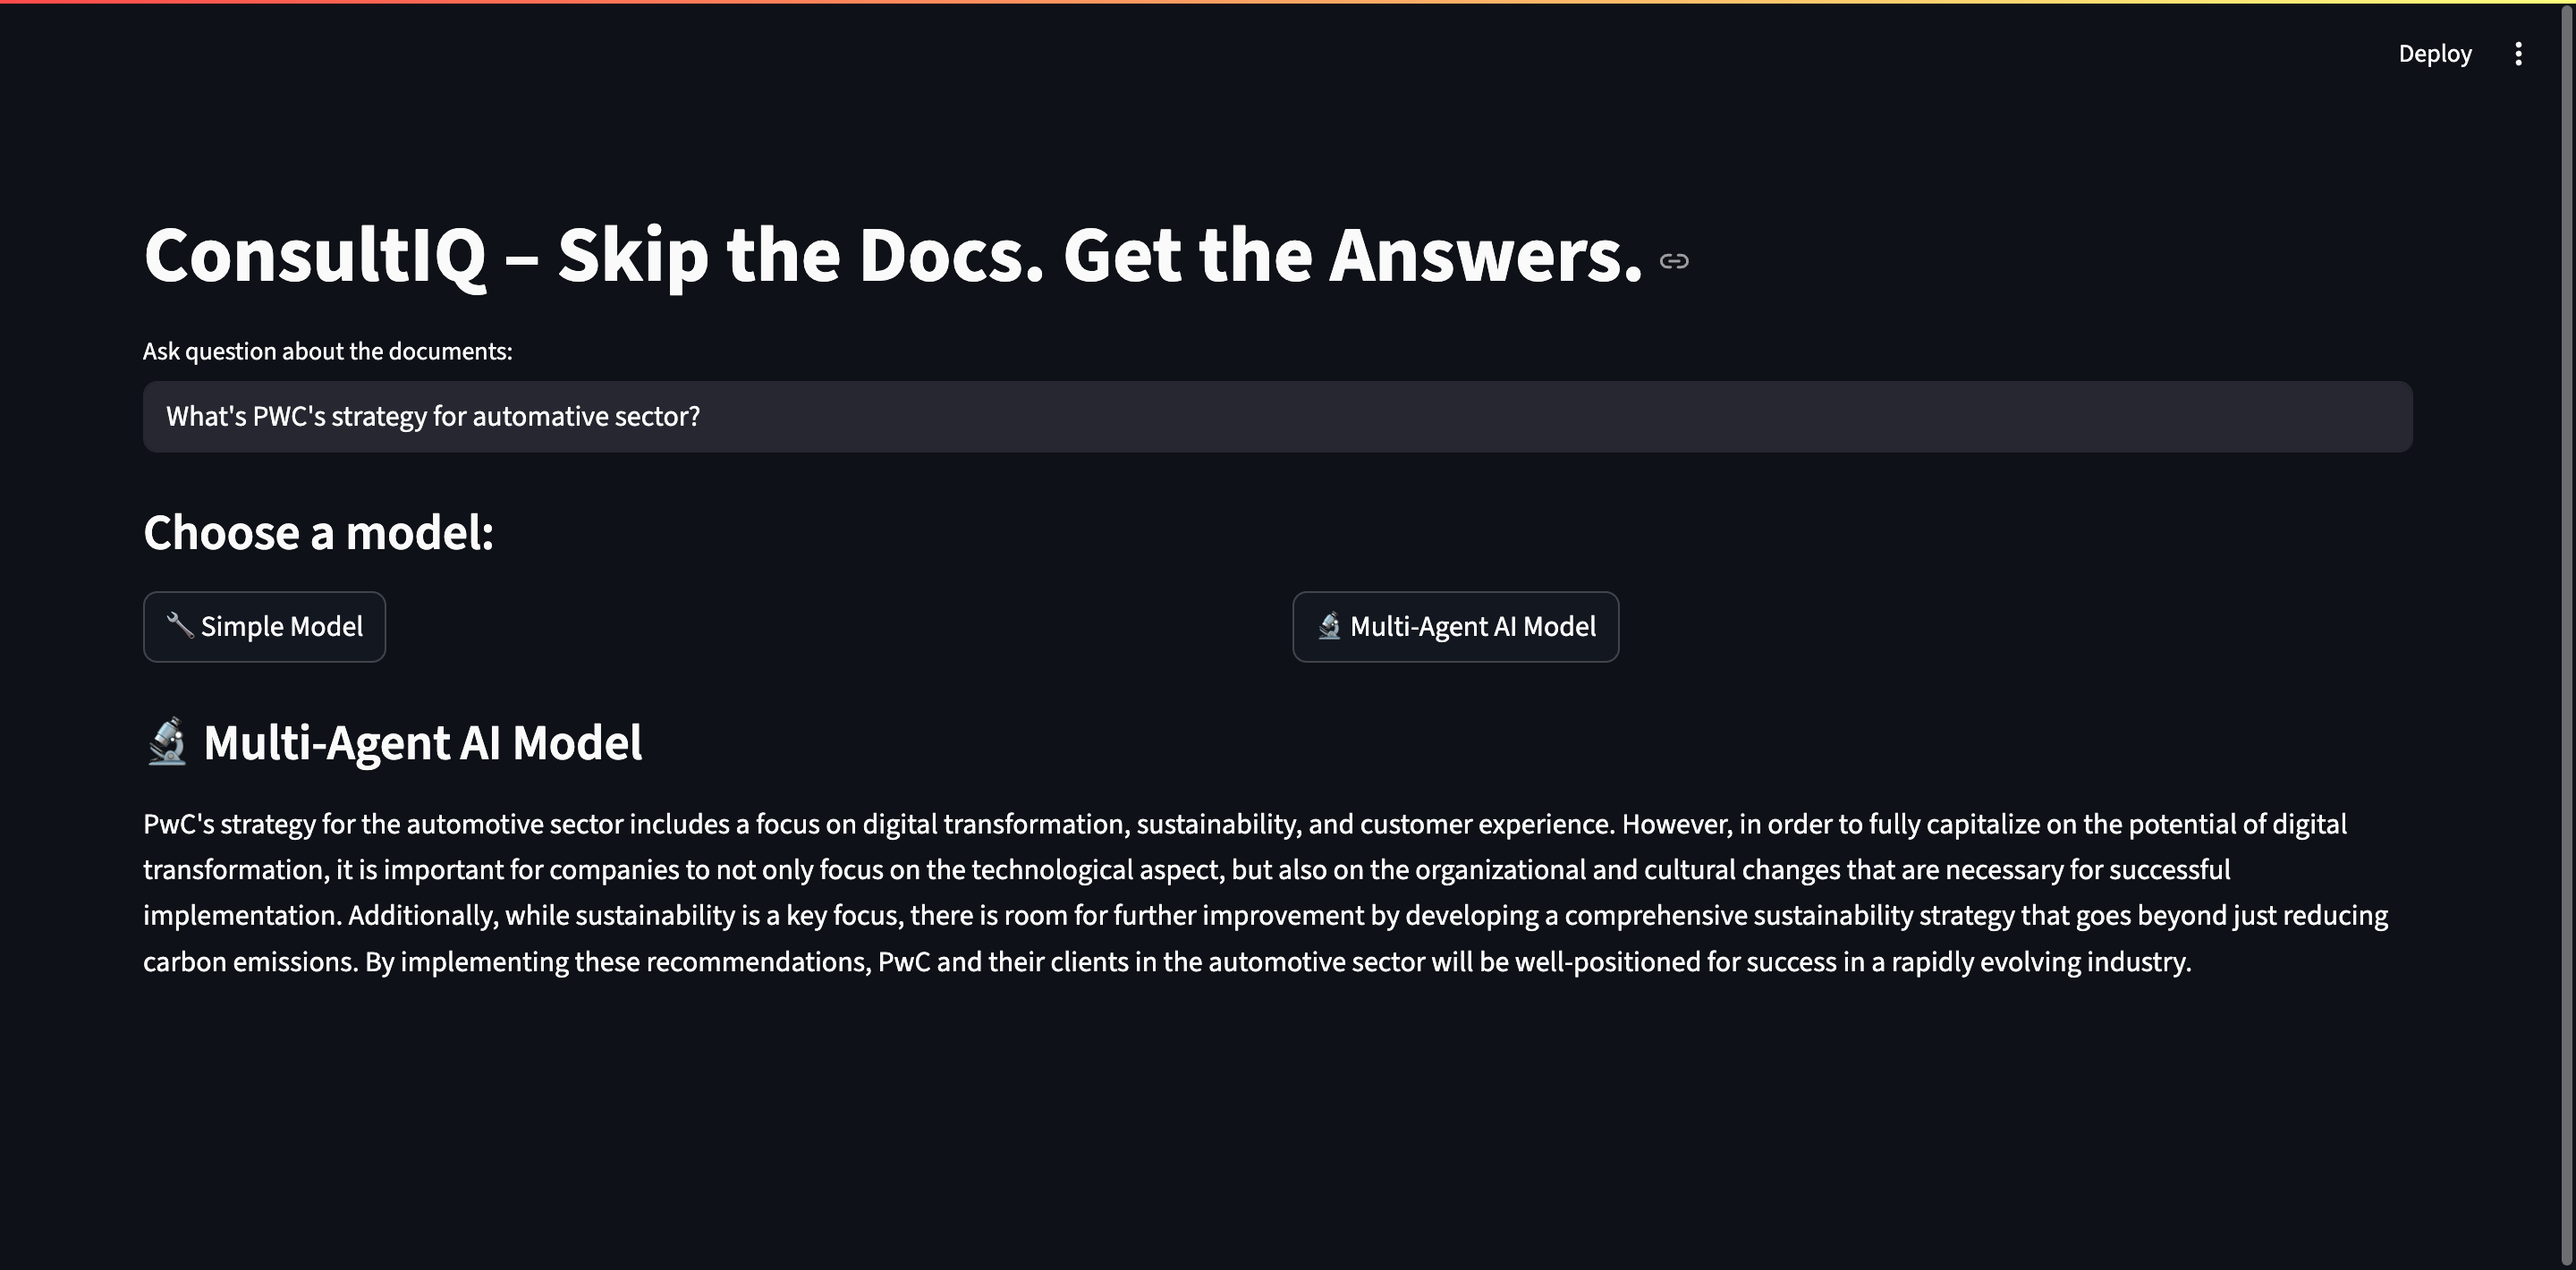 Deploy
ConsultIQ – Skip the Docs. Get the Answers.
Ask question about the documents:
What's PWC's strategy for automative sector?
Choose a model:
🔧 Simple Model
🔬 Multi-Agent AI Model
🔬 Multi-Agent AI Model
PwC's strategy for the automotive sector includes a focus on digital transformation, sustainability, and customer experience. However, in order to fully capitalize on the potential of digital
transformation, it is important for companies to not only focus on the technological aspect, but also on the organizational and cultural changes that are necessary for successful
implementation. Additionally, while sustainability is a key focus, there is room for further improvement by developing a comprehensive sustainability strategy that goes beyond just reducing
carbon emissions. By implementing these recommendations, PwC and their clients in the automotive sector will be well-positioned for success in a rapidly evolving industry.